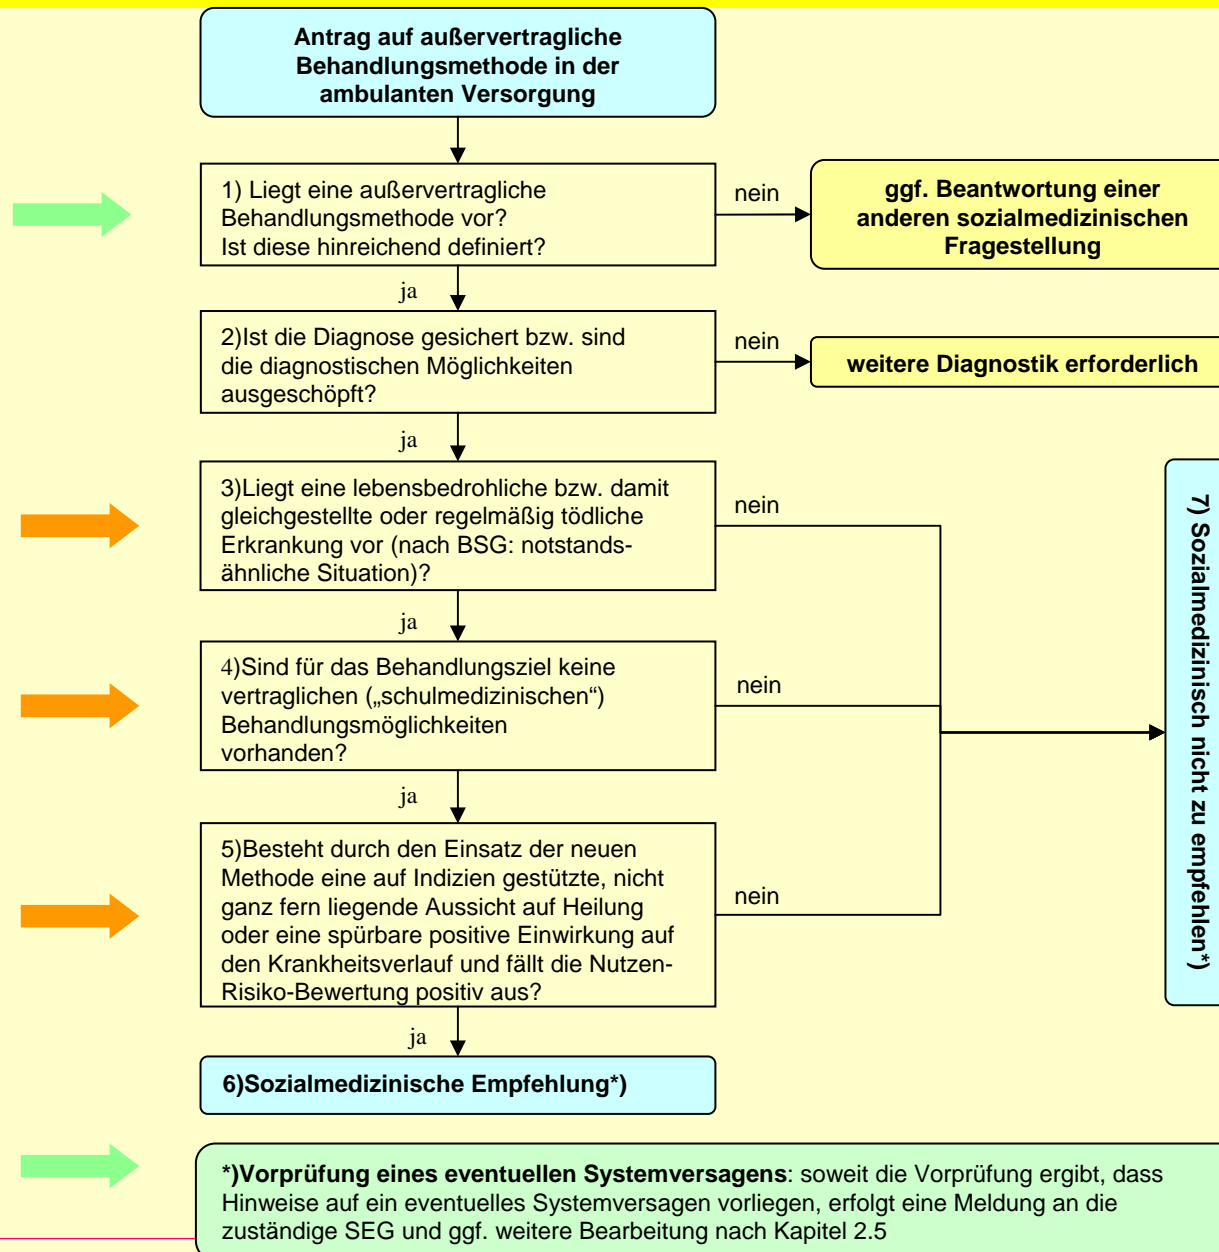 Antrag auf außervertragliche
Behandlungsmethode in der
ambulanten Versorgung
1) Liegt eine außervertragliche
Behandlungsmethode vor?
Ist diese hinreichend definiert?
nein
ggf. Beantwortung einer
anderen sozialmedizinischen
Fragestellung
ja
2)Ist die Diagnose gesichert bzw. sind
die diagnostischen Möglichkeiten
ausgeschöpft?
nein
weitere Diagnostik erforderlich
ja
3)Liegt eine lebensbedrohliche bzw. damit
gleichgestellte oder regelmäßig tödliche
Erkrankung vor (nach BSG: notstands-
ähnliche Situation)?
nein
ja
4)Sind für das Behandlungsziel keine
vertraglichen („schulmedizinischen“)
Behandlungsmöglichkeiten
vorhanden?
nein
ja
5)Besteht durch den Einsatz der neuen
Methode eine auf Indizien gestützte, nicht
ganz fern liegende Aussicht auf Heilung
oder eine spürbare positive Einwirkung auf
den Krankheitsverlauf und fällt die Nutzen-
Risiko-Bewertung positiv aus?
nein
7) Sozialmedizinisch nicht zu empfehlen*)
ja
6)Sozialmedizinische Empfehlung*)
*)Vorprüfung eines eventuellen Systemversagens: soweit die Vorprüfung ergibt, dass
Hinweise auf ein eventuelles Systemversagen vorliegen, erfolgt eine Meldung an die
zuständige SEG und ggf. weitere Bearbeitung nach Kapitel 2.5